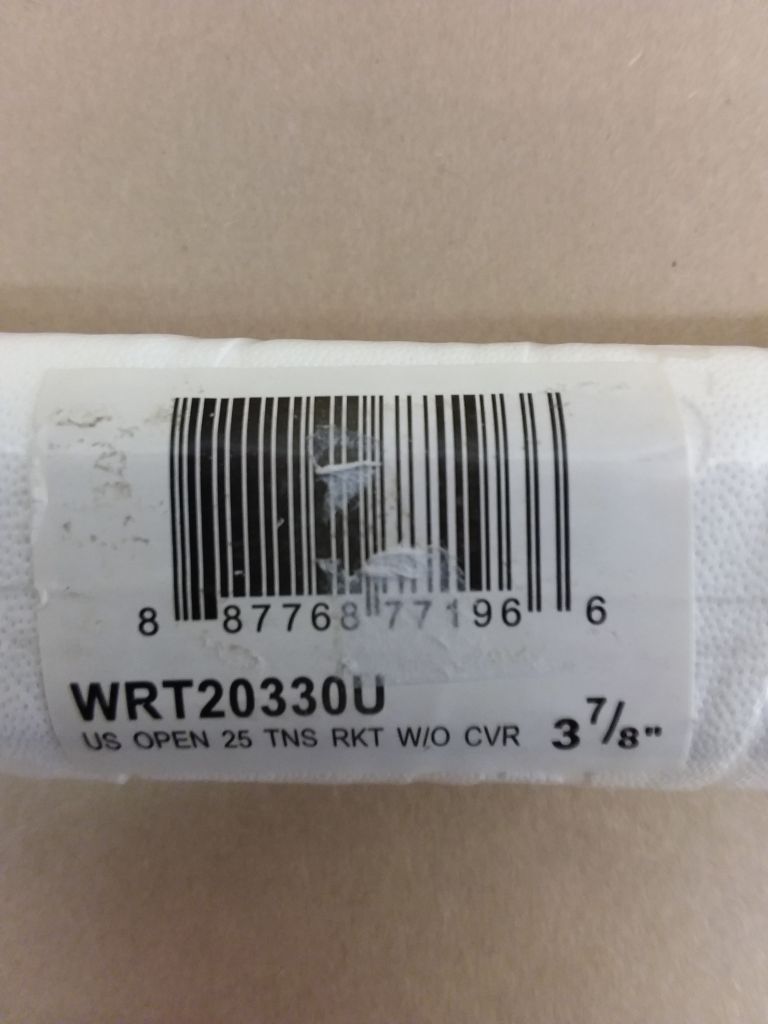 8 87768 77196 6
WRT20330U
US OPEN 25 TNS RKT W/O CVR 3 7/8"